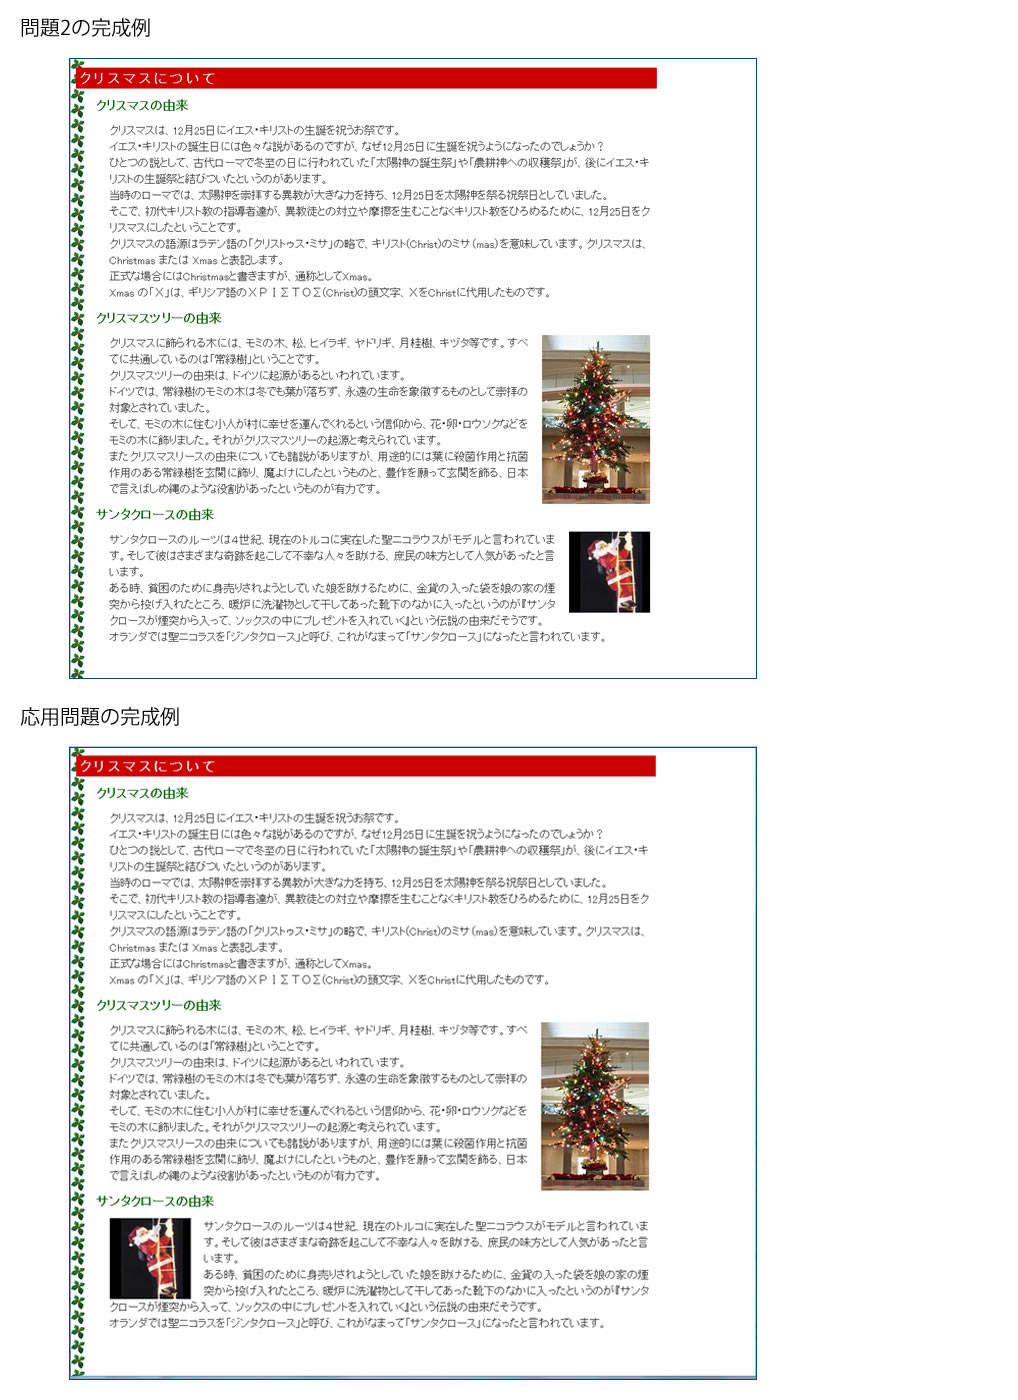 問題2の完成例
クリスマスについて
クリスマスの由来
クリスマスは、12月25日にイエス・キリストの生誕を祝うお祭です。
イエス・キリストの誕生日には色々な説があるのですが、なぜ12月25日に生誕を祝うようになったのでしょうか？
ひとつの説として、古代ローマで冬至の日に行われていた「太陽神の誕生祭」や「農耕神への収穫祭」が、後にイエス・キ
リストの生誕祭と結びついたというのがあります。
当時のローマでは、太陽神を崇拝する異教が大きな力を持ち、12月25日を太陽神を祭る祝祭日としていました。
そこで、初代キリスト教の指導者達が、異教徒との対立や摩擦を生むことなくキリスト教をひろめるために、12月25日をク
リスマスにしたということです。
クリスマスの語源はラテン語の「クリストゥス・ミサ」の略で、キリスト(Christ)のミサ（mas）を意味しています。クリスマスは、
Christmas または Xmas と表記します。
正式な場合にはChristmasと書きますが、通称としてXmas。
Xmas の「X」は、ギリシア語のＸＰＩΣＴＯΣ(Christ)の頭文字、XをChristに代用したものです。
クリスマスツリーの由来
クリスマスに飾られる木には、モミの木、松、ヒイラギ、ヤドリギ、月桂樹、キヅタ等です。すべ
てに共通しているのは「常緑樹」ということです。
クリスマスツリーの由来は、ドイツに起源があるといわれています。
ドイツでは、常緑樹のモミの木は冬でも葉が落ちず、永遠の生命を象徴するものとして崇拝の
対象とされていました。
そして、モミの木に住む小人が村に幸せを運んでくれるという信仰から、花・卵・ロウソクなどを
モミの木に飾りました。それがクリスマスツリーの起源と考えられています。
またクリスマスリースの由来についても諸説がありますが、用途的には葉に殺菌作用と抗菌
作用のある常緑樹を玄関に飾り、魔よけにしたというものと、豊作を願って玄関を飾る、日本
で言えばしめ縄のような役割があったというものが有力です。
サンタクロースの由来
サンタクロースのルーツは４世紀、現在のトルコに実在した聖ニコラウスがモデルと言われていま
す。そして彼はさまざまな奇跡を起こして不幸な人々を助ける、庶民の味方として人気があったと言
います。
ある時、貧困のために身売りされようとしていた娘を助けるために、金貨の入った袋を娘の家の煙
突から投げ入れたところ、暖炉に洗濯物として干してあった靴下のなかに入ったというのが『サンタ
クロースが煙突から入って、ソックスの中にプレゼントを入れていく』という伝説の由来だそうです。
オランダでは聖ニコラスを「ジンタクロース」と呼び、これがなまって「サンタクロース」になったと言われています。
応用問題の完成例
クリスマスについて
クリスマスの由来
クリスマスは、12月25日にイエス・キリストの生誕を祝うお祭です。
イエス・キリストの誕生日には色々な説があるのですが、なぜ12月25日に生誕を祝うようになったのでしょうか？
ひとつの説として、古代ローマで冬至の日に行われていた「太陽神の誕生祭」や「農耕神への収穫祭」が、後にイエス・キ
リストの生誕祭と結びついたというのがあります。
当時のローマでは、太陽神を崇拝する異教が大きな力を持ち、12月25日を太陽神を祭る祝祭日としていました。
そこで、初代キリスト教の指導者達が、異教徒との対立や摩擦を生むことなくキリスト教をひろめるために、12月25日をク
リスマスにしたということです。
クリスマスの語源はラテン語の「クリストゥス・ミサ」の略で、キリスト(Christ)のミサ（mas）を意味しています。クリスマスは、
Christmas または Xmas と表記します。
正式な場合にはChristmasと書きますが、通称としてXmas。
Xmas の「X」は、ギリシア語のＸＰＩΣＴＯΣ(Christ)の頭文字、XをChristに代用したものです。
クリスマスツリーの由来
クリスマスに飾られる木には、モミの木、松、ヒイラギ、ヤドリギ、月桂樹、キヅタ等です。すべ
てに共通しているのは「常緑樹」ということです。
クリスマスツリーの由来は、ドイツに起源があるといわれています。
ドイツでは、常緑樹のモミの木は冬でも葉が落ちず、永遠の生命を象徴するものとして崇拝の
対象とされていました。
そして、モミの木に住む小人が村に幸せを運んでくれるという信仰から、花・卵・ロウソクなどを
モミの木に飾りました。それがクリスマスツリーの起源と考えられています。
またクリスマスリースの由来についても諸説がありますが、用途的には葉に殺菌作用と抗菌
作用のある常緑樹を玄関に飾り、魔よけにしたというものと、豊作を願って玄関を飾る、日本
で言えばしめ縄のような役割があったというものが有力です。
サンタクロースの由来
サンタクロースのルーツは４世紀、現在のトルコに実在した聖ニコラウスがモデルと言われていま
す。そして彼はさまざまな奇跡を起こして不幸な人々を助ける、庶民の味方として人気があったと言
います。
ある時、貧困のために身売りされようとしていた娘を助けるために、金貨の入った袋を娘の家の煙
突から投げ入れたところ、暖炉に洗濯物として干してあった靴下のなかに入ったというのが『サンタ
クロースが煙突から入って、ソックスの中にプレゼントを入れていく』という伝説の由来だそうです。
オランダでは聖ニコラスを「ジンタクロース」と呼び、これがなまって「サンタクロース」になったと言われています。